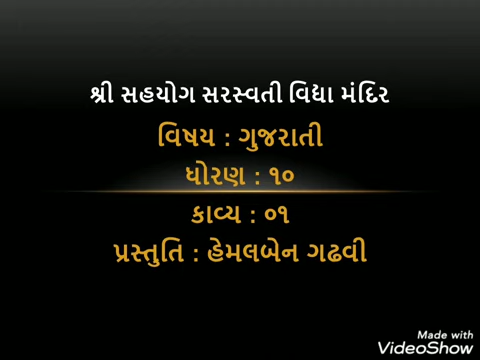 શ્રી સહયોગ સરસ્વતી વિદ્યા મંદિર
વિષય : ગુજરાતી
ધોરણ : ૧૦
કાવ્ય : ૦૧
પ્રસ્તુતિ : હેમલબેન ગઢવી
Made with
VideoShow